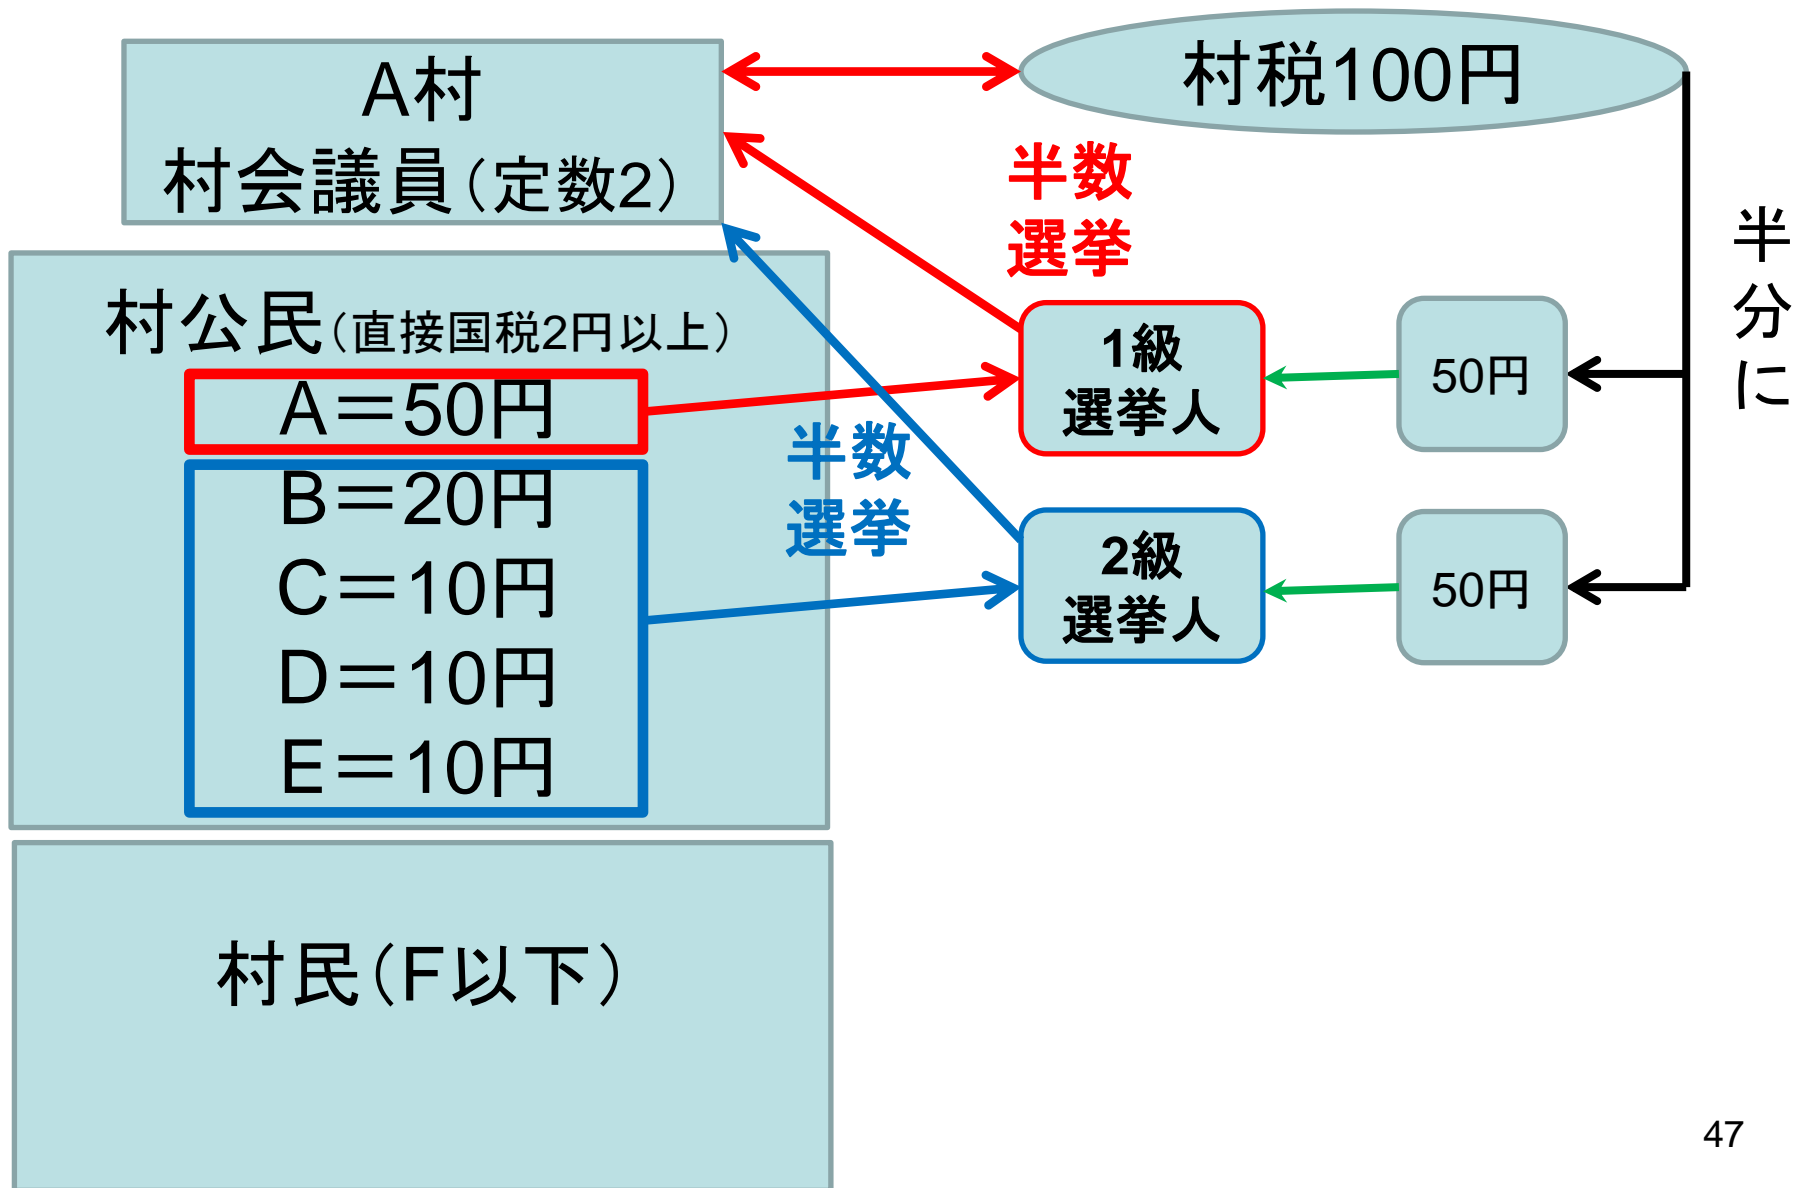 A村
村会議員（定数2）
村税100円
半数
選挙
半分に
村公民（直接国税2円以上）
A＝50円
B＝20円
C＝10円
D＝10円
E＝10円
半数
選挙
1級
選挙人
50円
2級
選挙人
50円
村民（F以下）
47